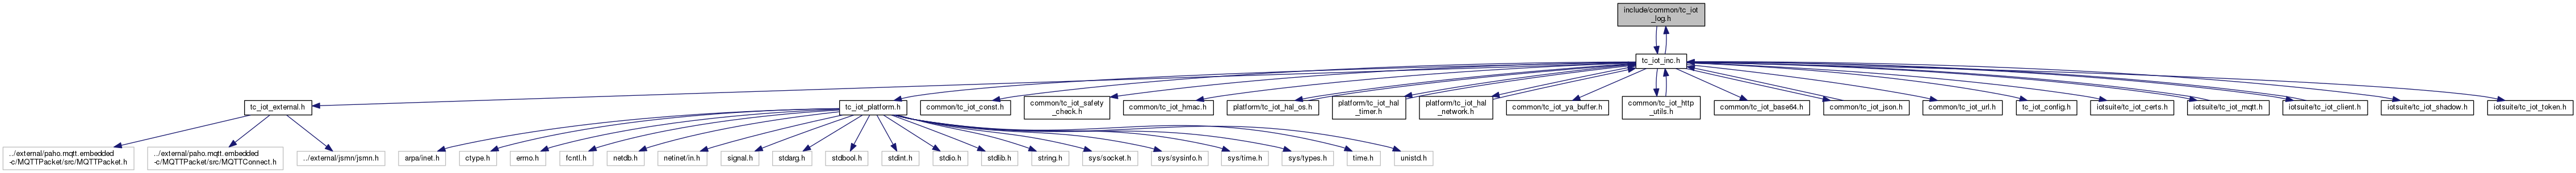 include/common/tc_iot
_log.h
tc_iot_inc.h
tc_iot_external.h
tc_iot_platform.h
common/tc_iot_const.h
common/tc_iot_safety
_check.h
common/tc_iot_hmac.h
platform/tc_iot_hal_os.h
platform/tc_iot_hal
_timer.h
platform/tc_iot_hal
_network.h
common/tc_iot_ya_buffer.h
common/tc_iot_http
_utils.h
common/tc_iot_base64.h
common/tc_iot_json.h
common/tc_iot_url.h
tc_iot_config.h
iotsuite/tc_iot_certs.h
iotsuite/tc_iot_mqtt.h
iotsuite/tc_iot_client.h
iotsuite/tc_iot_shadow.h
iotsuite/tc_iot_token.h
../external/paho.mqtt.embedded
-c/MQTTPacket/src/MQTTPacket.h
../external/paho.mqtt.embedded
-c/MQTTPacket/src/MQTTConnect.h
../external/jsmn/jsmn.h
arpa/inet.h
ctype.h
errno.h
fcntl.h
netdb.h
netinet/in.h
signal.h
stdarg.h
stdbool.h
stdint.h
stdio.h
stdlib.h
string.h
sys/socket.h
sys/sysinfo.h
sys/time.h
sys/types.h
time.h
unistd.h